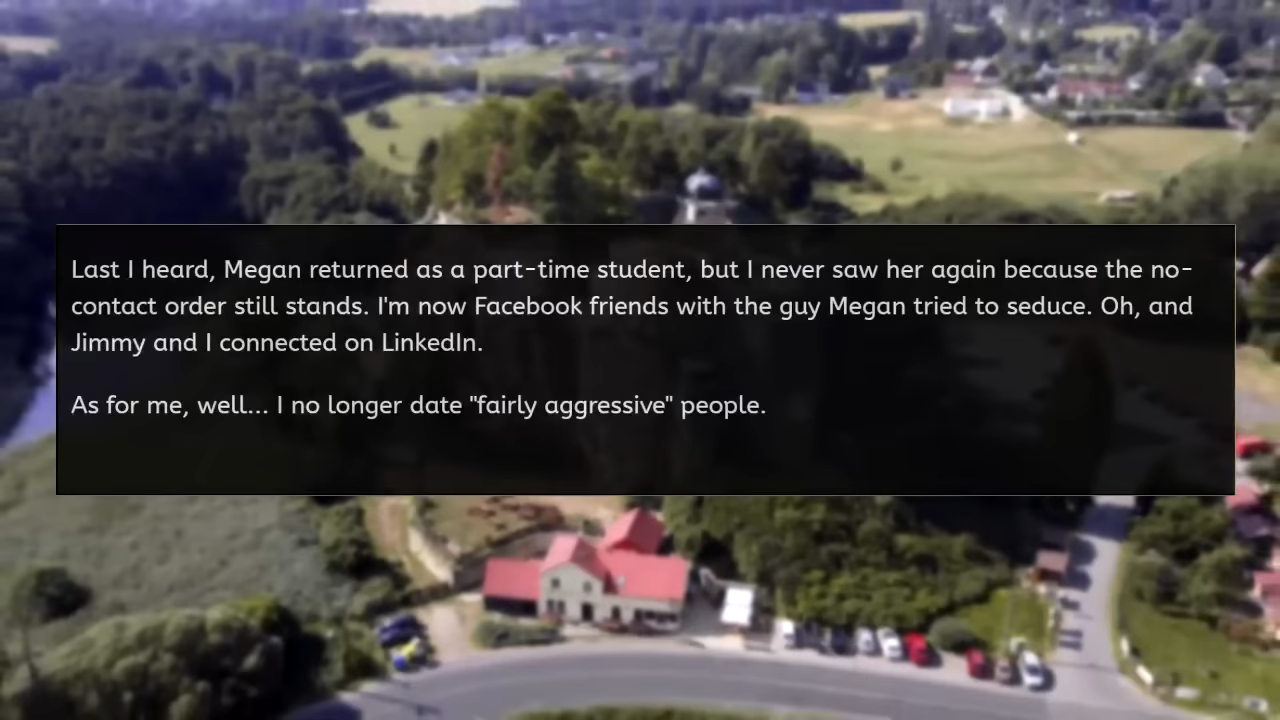 Last I heard, Megan returned as a part-time student, but I never saw her again because the no-
contact order still stands. I'm now Facebook friends with the guy Megan tried to seduce. Oh, and
Jimmy and I connected on LinkedIn.
As for me, well... I no longer date "fairly aggressive" people.